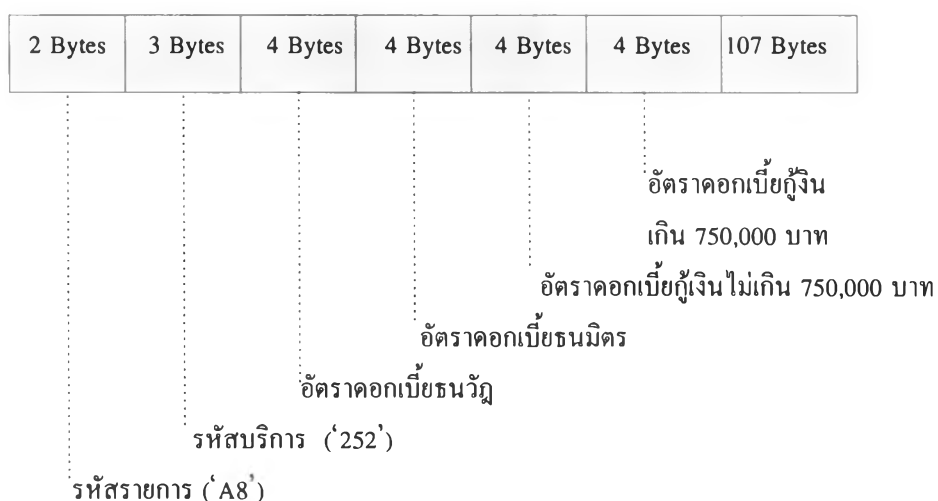 2 Bytes 3 Bytes 4 Bytes 4 Bytes 4 Bytes 4 Bytes 107 Bytes
อัตราดอกเบี้ยกู้งิน
เกิน 750,000 บาท
อัตราดอกเบี้ยกู้เงินไม่เกิน 750,000 บาท
อัตราดอกเบี้ยธนมิตร
อัตราดอกเบี้ยธนวัฎ
รหัสบริการ (‘252’)
รหัสรายการ (‘A8’)